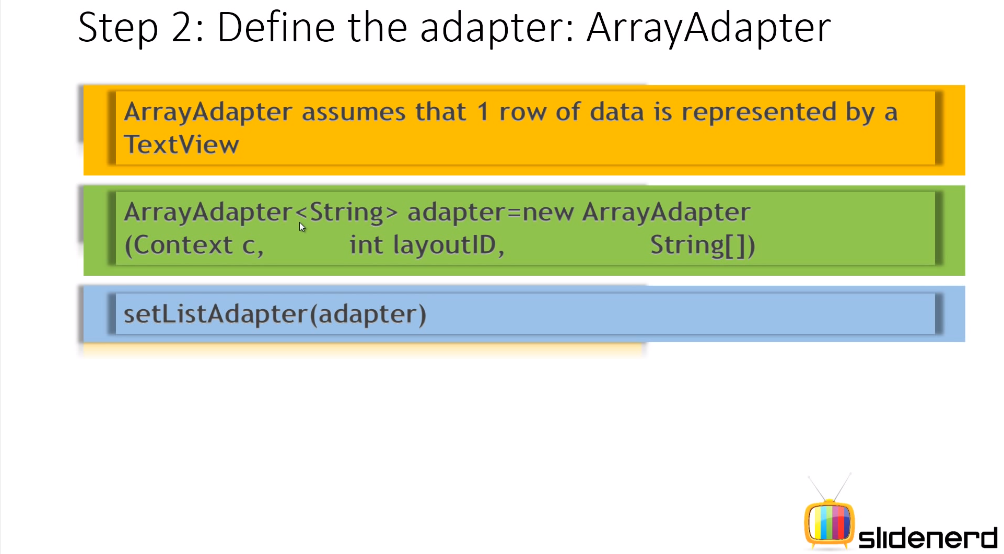 Step 2: Define the adapter: ArrayAdapter
ArrayAdapter assumes that 1 row of data is represented by a
TextView
ArrayAdapter<String> adapter=new ArrayAdapter
(Context c, int layoutID, String[])
setListAdapter(adapter)
slidenerd